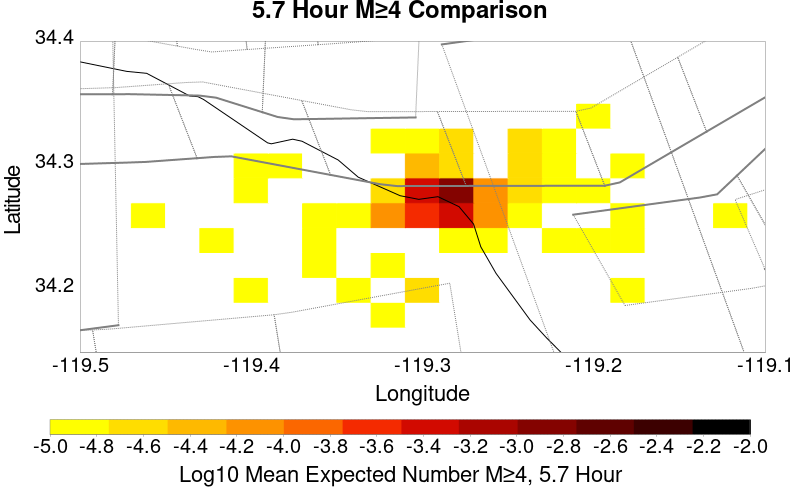 5.7 Hour M≥4 Comparison
34.4
34.3
34.2
Latitude
-119.5 -119.4 -119.3 -119.2 -119.1
Longitude
-5.0 -4.8 -4.6 -4.4 -4.2 -4.0 -3.8 -3.6 -3.4 -3.2 -3.0 -2.8 -2.6 -2.4 -2.2 -2.0
Log10 Mean Expected Number M≥4, 5.7 Hour